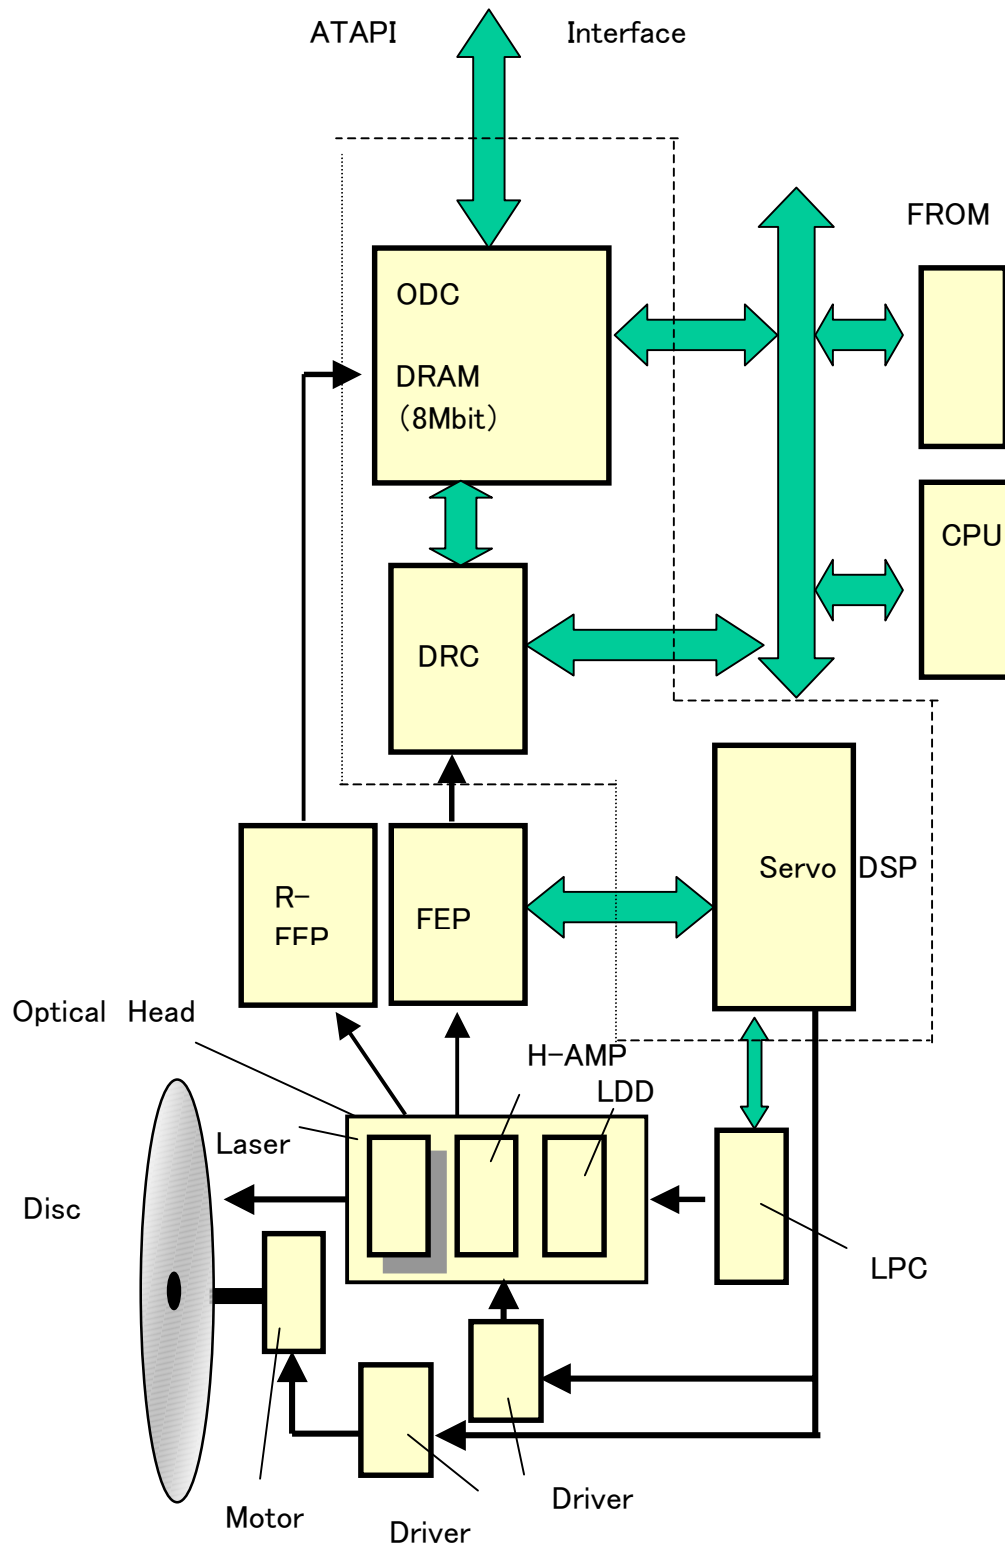 ATAPI Interface
FROM
ODC
DRAM
(8Mbit)
CPU
DRC
Servo DSP
R-
FEP
FEP
Optical Head
H-AMP
LDD
Laser
Disc
LPC
Motor
Driver
Driver